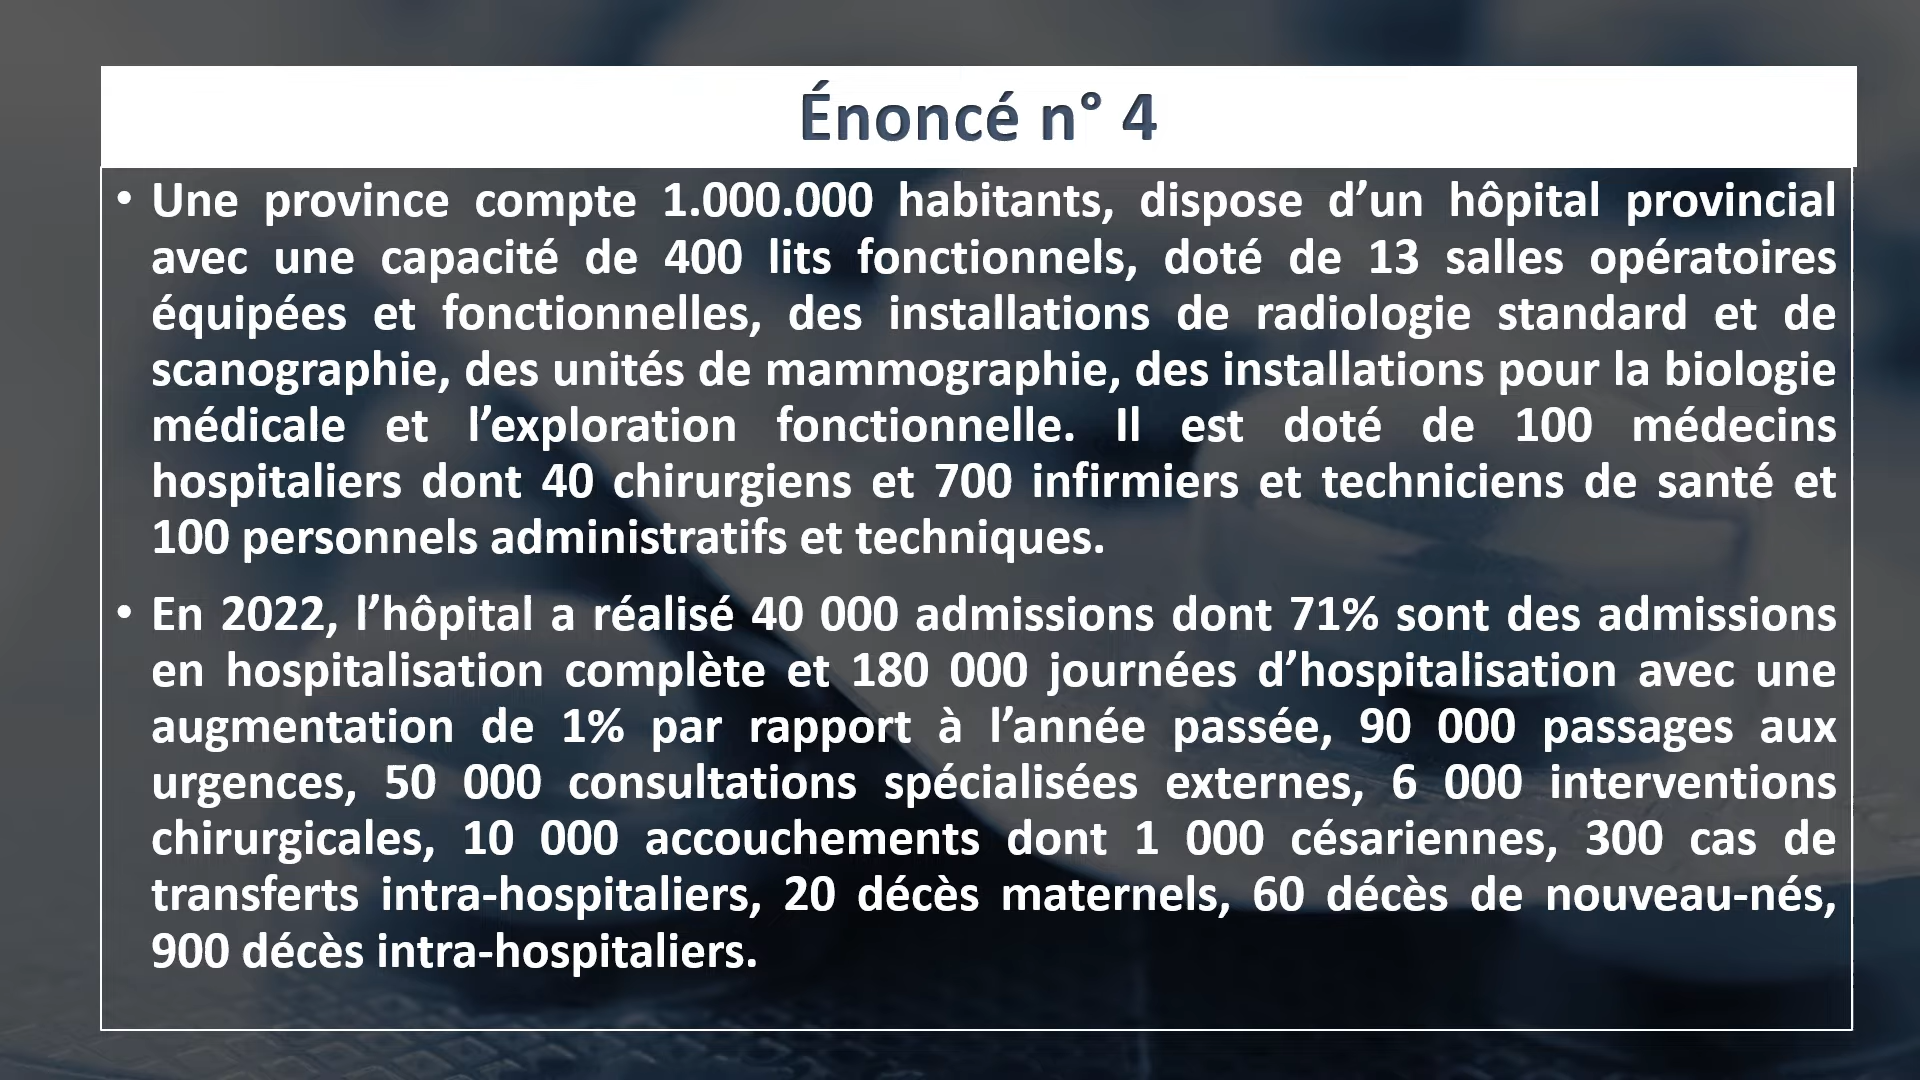 Énoncé n° 4
• Une province compte 1.000.000 habitants, dispose d’un hôpital provincial
avec une capacité de 400 lits fonctionnels, doté de 13 salles opératoires
équipées et fonctionnelles, des installations de radiologie standard et de
scanographie, des unités de mammographie, des installations pour la biologie
médicale et l’exploration fonctionnelle. Il est doté de 100 médecins
hospitaliers dont 40 chirurgiens et 700 infirmiers et techniciens de santé et
100 personnels administratifs et techniques.
• En 2022, l’hôpital a réalisé 40 000 admissions dont 71% sont des admissions
en hospitalisation complète et 180 000 journées d’hospitalisation avec une
augmentation de 1% par rapport à l’année passée, 90 000 passages aux
urgences, 50 000 consultations spécialisées externes, 6 000 interventions
chirurgicales, 10 000 accouchements dont 1 000 césariennes, 300 cas de
transferts intra-hospitaliers, 20 décès maternels, 60 décès de nouveau-nés,
900 décès intra-hospitaliers.